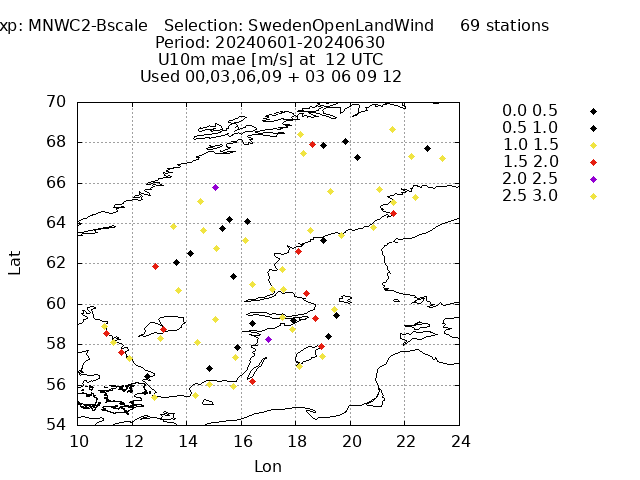 xp: MNWC2-Bscale   Selection: SwedenOpenLandWind     69 stations
Period: 20240601-20240630
U10m mae [m/s] at  12 UTC
Used 00,03,06,09 + 03 06 09 12
0.0 0.5
0.5 1.0
1.0 1.5
1.5 2.0
2.0 2.5
2.5 3.0
70
68
66
64
62
60
58
56
54
Lat
10 12 14 16 18 20 22 24
Lon